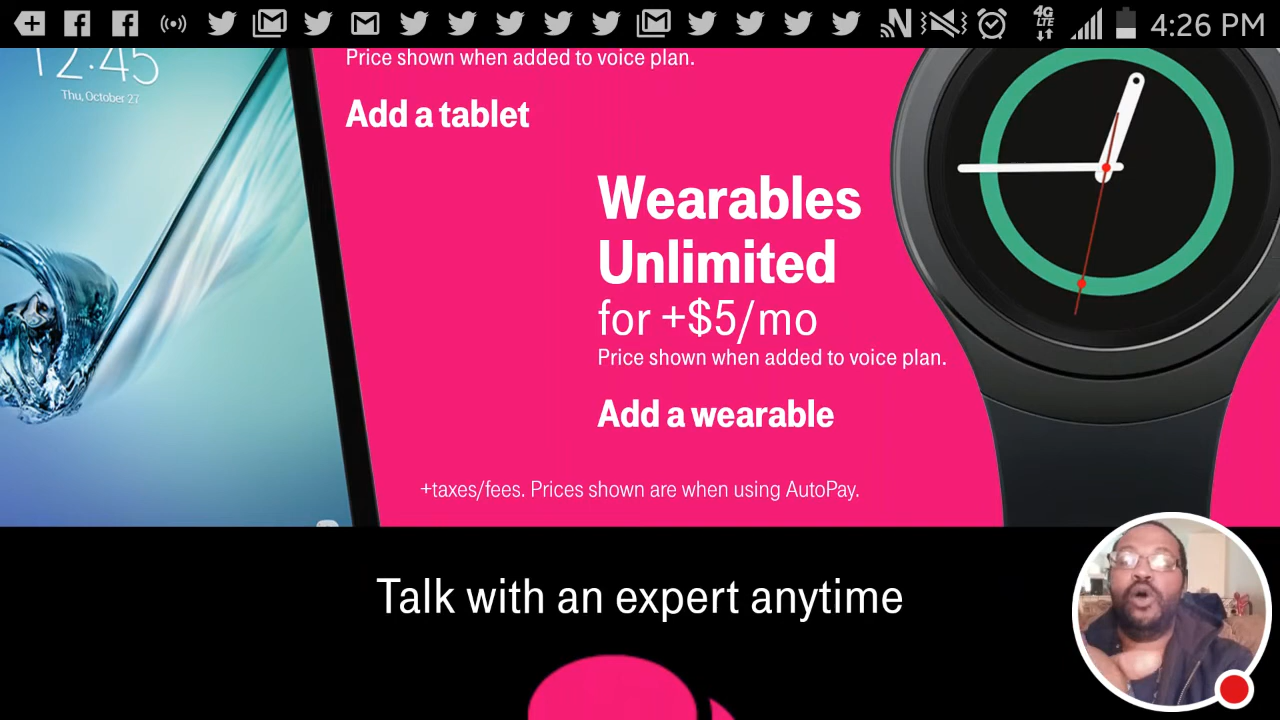 4G
LTE
4:26 PM
12:45
Thu, October 27
Price shown when added to voice plan.
Add a tablet
Wearables
Unlimited
for +$5/mo
Price shown when added to voice plan.
Add a wearable
+taxes/fees. Prices shown are when using AutoPay.
Talk with an expert anytime